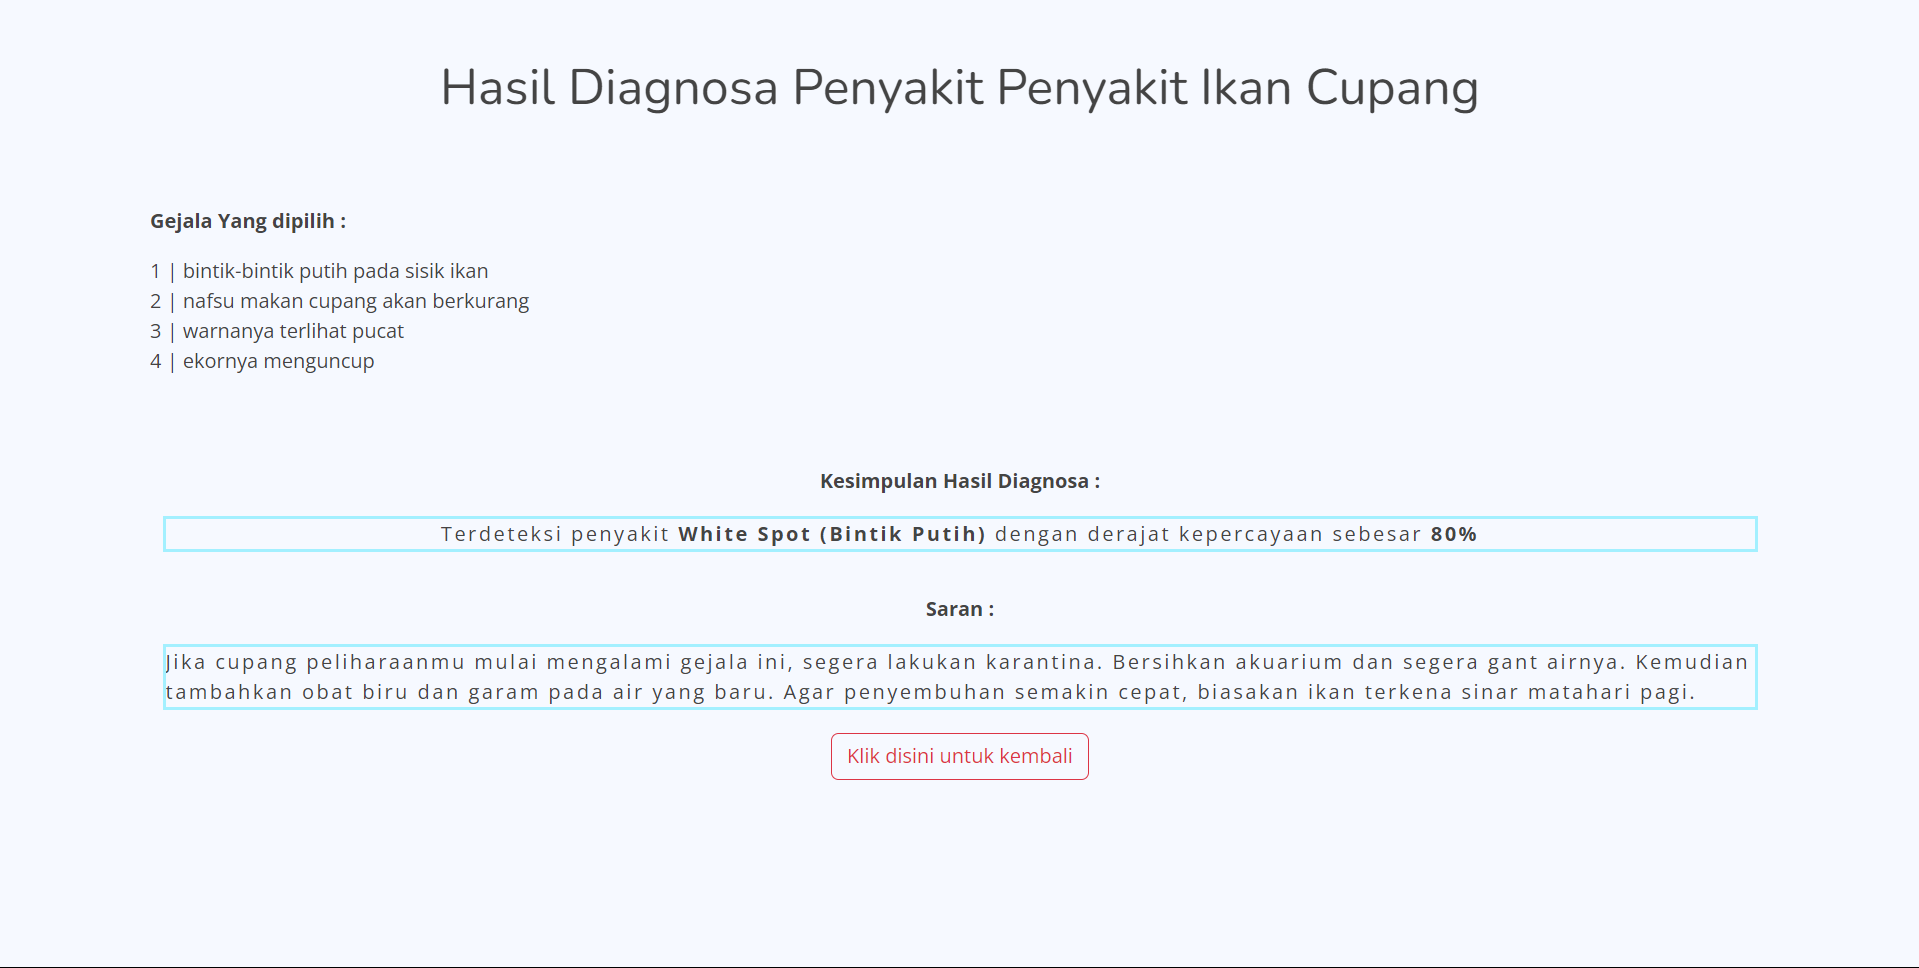 Hasil Diagnosa Penyakit Penyakit Ikan Cupang
Gejala Yang dipilih :
1 | bintik-bintik putih pada sisik ikan
2 | nafsu makan cupang akan berkurang
3 | warnanya terlihat pucat
4 | ekornya menguncup
Kesimpulan Hasil Diagnosa :
Terdeteksi penyakit White Spot (Bintik Putih) dengan derajat kepercayaan sebesar 80%
Saran :
Jika cupang peliharaanmu mulai mengalami gejala ini, segera lakukan karantina. Bersihkan akuarium dan segera gant airnya. Kemudian
tambahkan obat biru dan garam pada air yang baru. Agar penyembuhan semakin cepat, biasakan ikan terkena sinar matahari pagi.
Klik disini untuk kembali